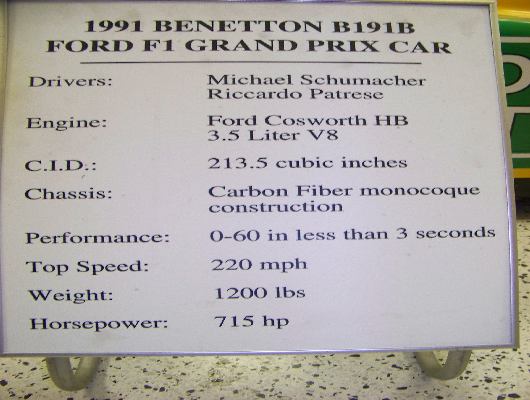 1991 BENETTON B191B
FORD F1 GRAND PRIX CAR
Drivers: Michael Schumacher
Riccardo Patrese
Engine: Ford Cosworth HB
3.5 Liter V8
C.I.D.: 213.5 cubic inches
Chassis: Carbon Fiber monocoque
construction
Performance: 0-60 in less than 3 seconds
Top Speed: 220 mph
Weight: 1200 lbs
Horsepower: 715 hp